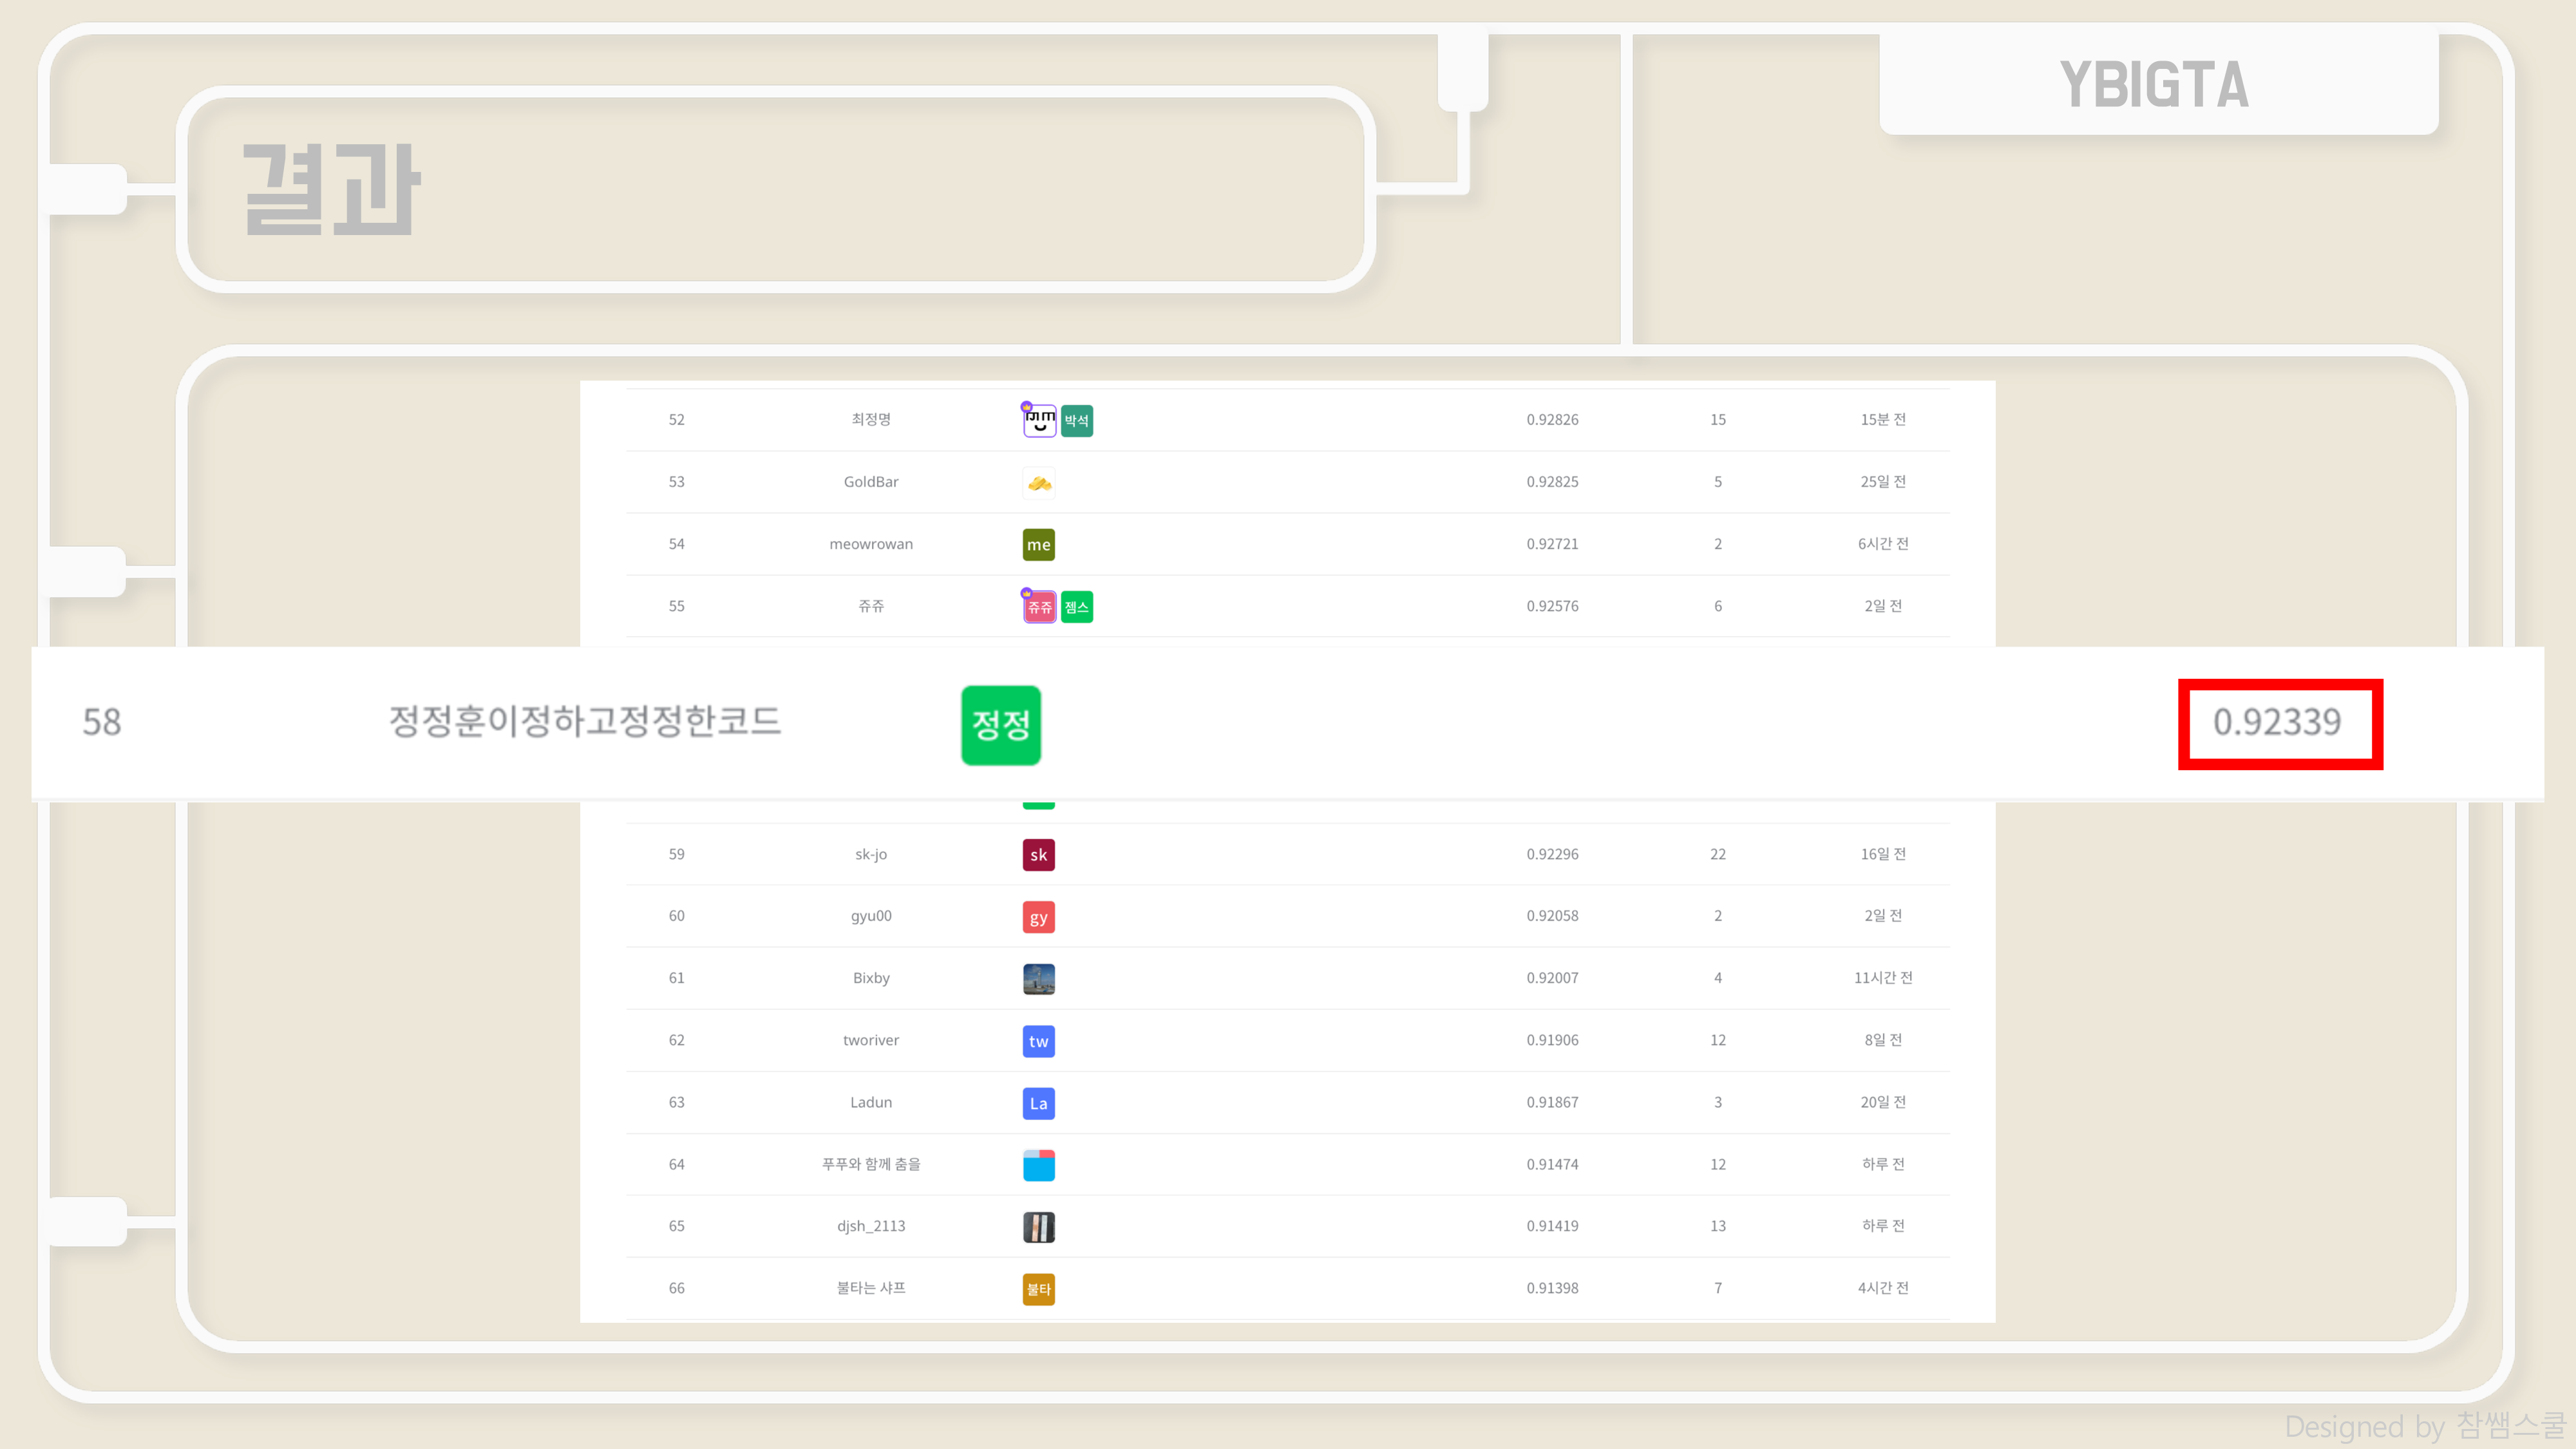 YBIGTA
결과
52 최정명 박석 0.92826 15 15분 전
53 GoldBar 0.92825 5 25일 전
54 meowrowan me 0.92721 2 6시간 전
55 쥬쥬 쥬쥬 젬스 0.92576 6 2일 전
58 정정훈이정하고정정한코드 정정 0.92339
59 sk-jo sk 0.92296 22 16일 전
60 gyu00 gy 0.92058 2 2일 전
61 Bixby 0.92007 4 11시간 전
62 tworiver tw 0.91906 12 8일 전
63 Ladun La 0.91867 3 20일 전
64 푸푸와 함께 춤을 0.91474 12 하루 전
65 djsh_2113 0.91419 13 하루 전
66 불타는 샤프 불타 0.91398 7 4시간 전
Designed by 참쌤스쿨